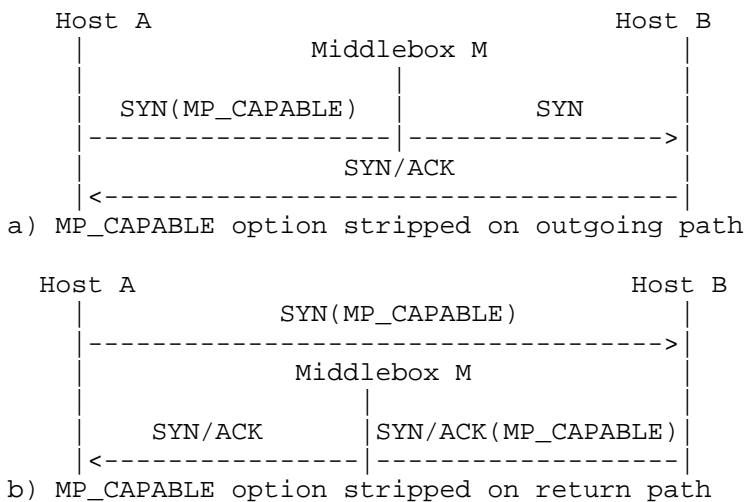 Host A Host B
Middlebox M
SYN(MP_CAPABLE) SYN
SYN/ACK
a) MP_CAPABLE option stripped on outgoing path
Host A Host B
SYN(MP_CAPABLE)
Middlebox M
SYN/ACK SYN/ACK(MP_CAPABLE)
b) MP_CAPABLE option stripped on return path